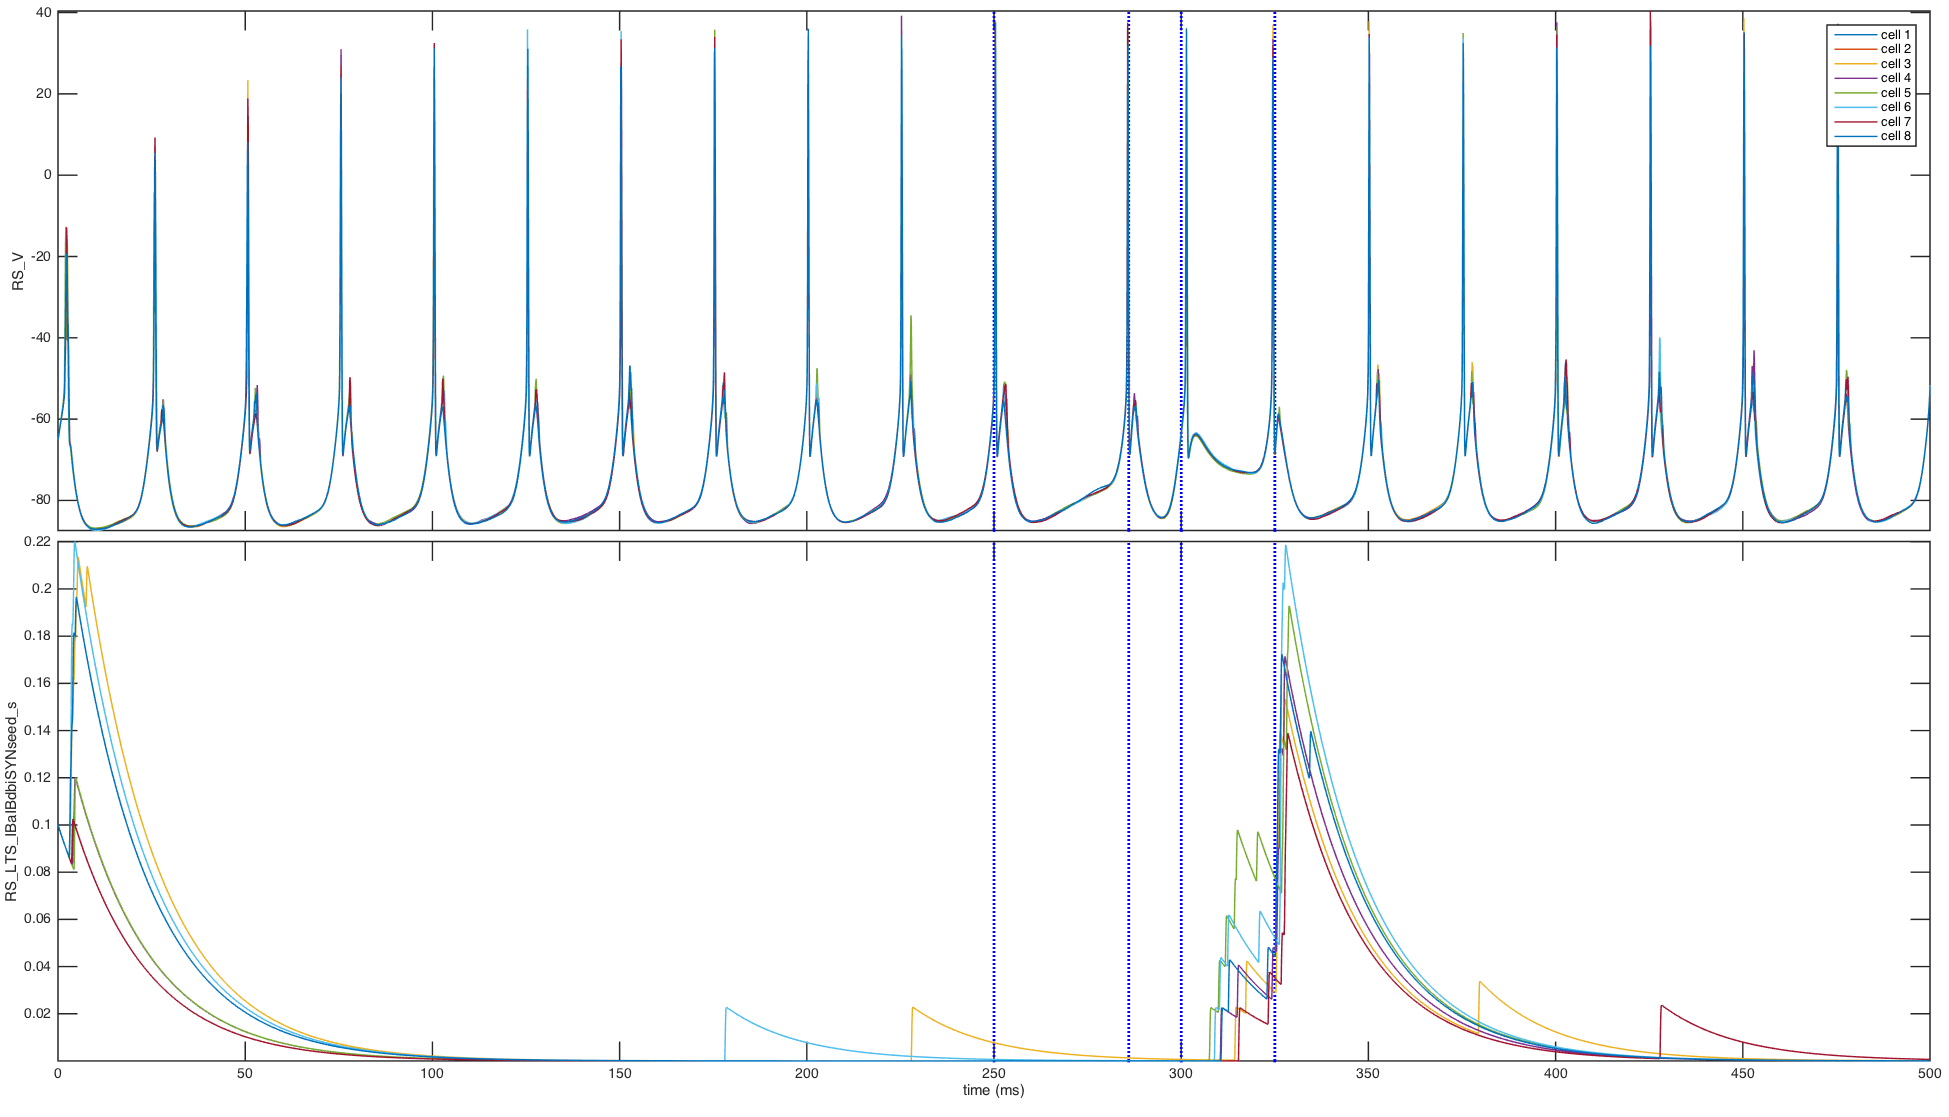 40
20
0
-20
-40
-60
-80
RS_V
cell 1
cell 2
cell 3
cell 4
cell 5
cell 6
cell 7
cell 8
0.22
0.2
0.18
0.16
0.14
0.12
0.1
0.08
0.06
0.04
0.02
RS_LTS_IBaIBdbiSYNseed_s
0 50 100 150 200 250 300 350 400 450 500
time (ms)